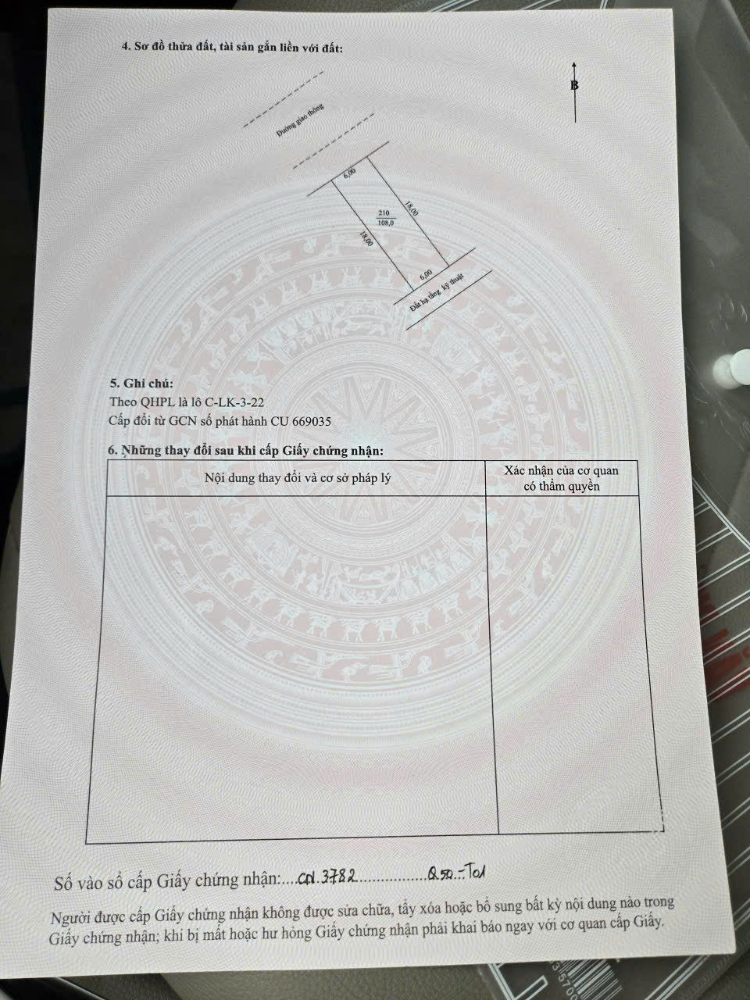 4. Sơ đồ thửa đất, tài sản gắn liền với đất:
B
Đường giao thông
6,00
18,00
210
108,0
18,00
6,00
Đất hạ tầng kỹ thuật
5. Ghi chú:
Theo QHPL là lô C-LK-3-22
Cấp đổi từ GCN số phát hành CU 669035
6. Những thay đổi sau khi cấp Giấy chứng nhận:
Nội dung thay đổi và cơ sở pháp lý
Xác nhận của cơ quan
có thẩm quyền
Số vào sổ cấp Giấy chứng nhận:....CN.3782..................Q50.-T01
Người được cấp Giấy chứng nhận không được sửa chữa, tẩy xóa hoặc bổ sung bất kỳ nội dung nào trong
Giấy chứng nhận; khi bị mất hoặc hư hỏng Giấy chứng nhận phải khai báo ngay với cơ quan cấp Giấy.